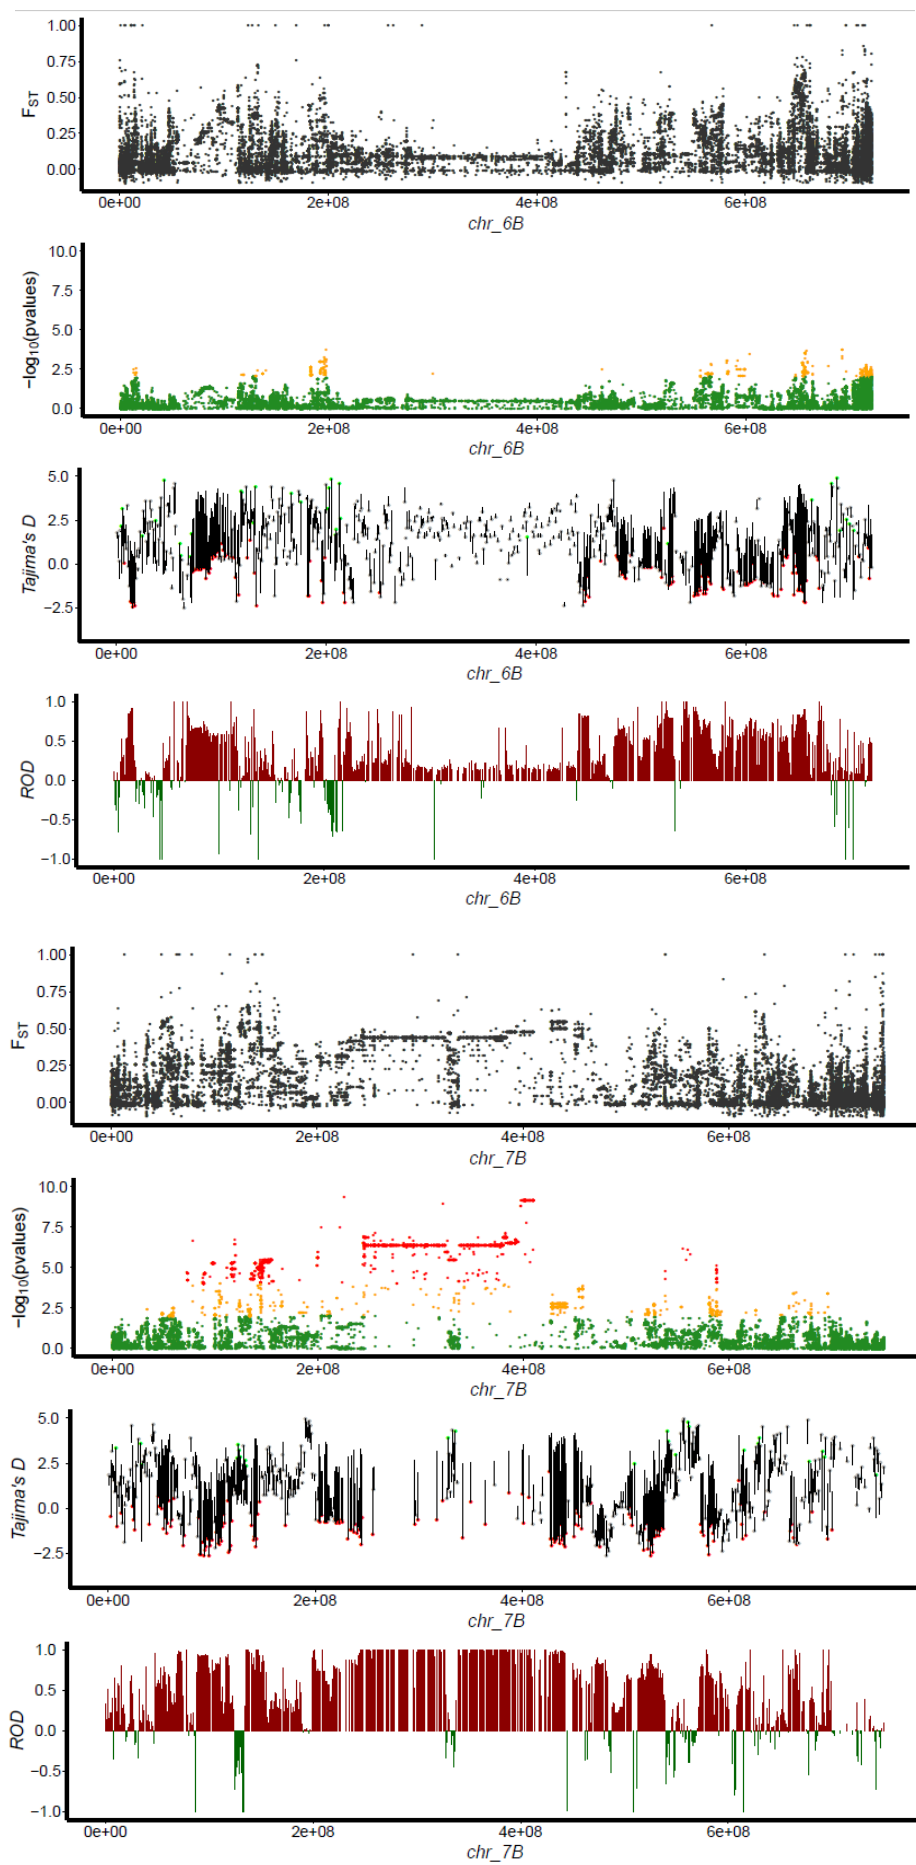 1.00
0.75
0.50
0.25
0.00
FST
0e+00 2e+08 4e+08 6e+08
chr_6B
10.0
7.5
5.0
2.5
0.0
−log10(pvalues)
0e+00 2e+08 4e+08 6e+08
chr_6B
5.0
2.5
0.0
−2.5
Tajima's D
0e+00 2e+08 4e+08 6e+08
chr_6B
1.0
0.5
0.0
−0.5
−1.0
ROD
0e+00 2e+08 4e+08 6e+08
chr_6B
1.00
0.75
0.50
0.25
0.00
FST
0e+00 2e+08 4e+08 6e+08
chr_7B
10.0
7.5
5.0
2.5
0.0
−log10(pvalues)
0e+00 2e+08 4e+08 6e+08
chr_7B
5.0
2.5
0.0
−2.5
Tajima's D
0e+00 2e+08 4e+08 6e+08
chr_7B
1.0
0.5
0.0
−0.5
−1.0
ROD
0e+00 2e+08 4e+08 6e+08
chr_7B